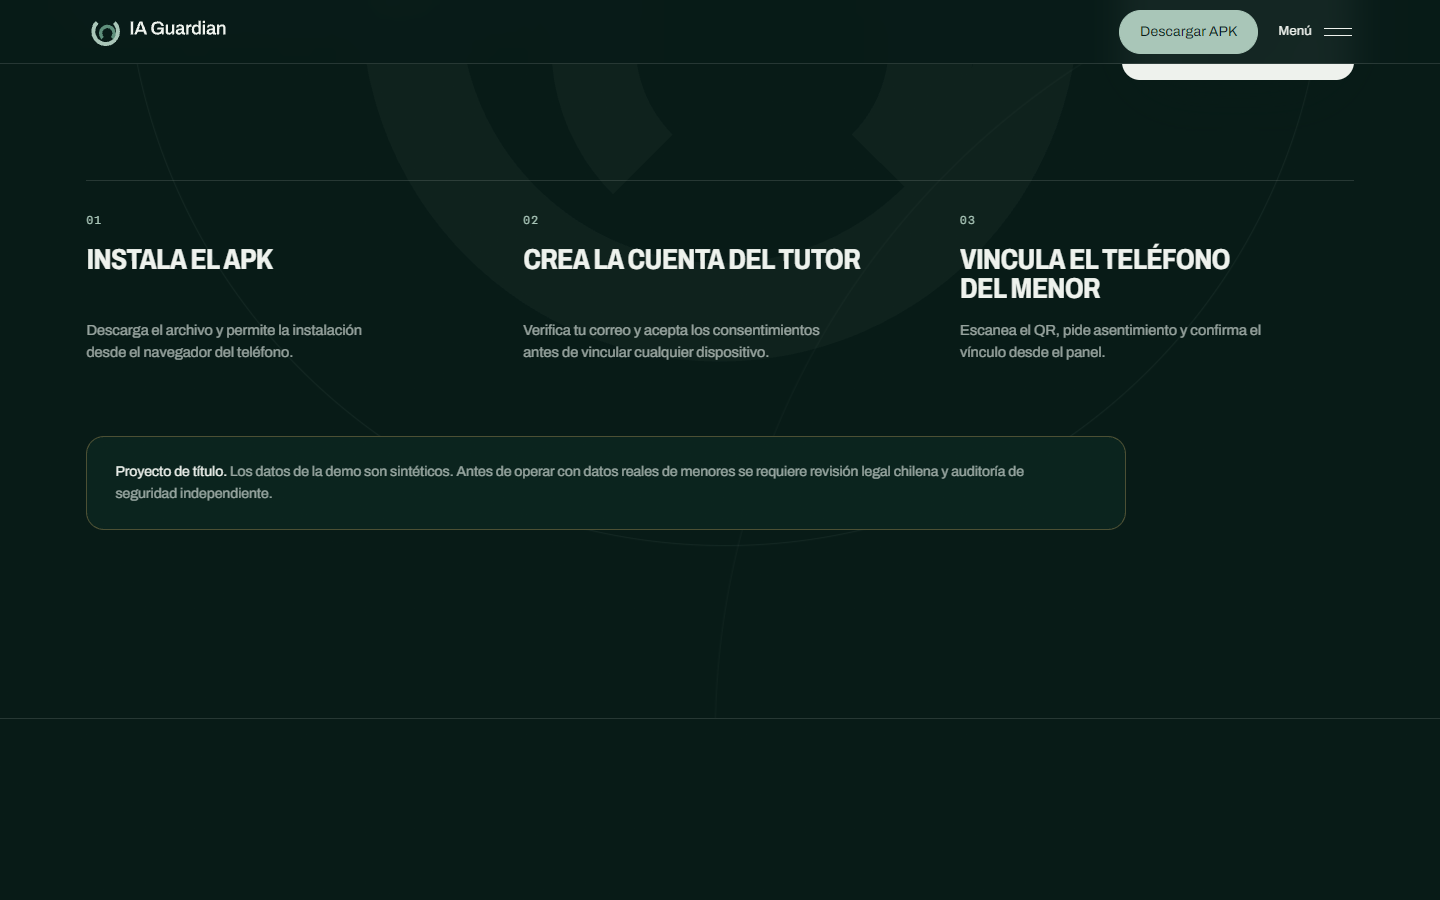 IA Guardian
Descargar APK
Menú
01
INSTALA EL APK
Descarga el archivo y permite la instalación
desde el navegador del teléfono.
02
CREA LA CUENTA DEL TUTOR
Verifica tu correo y acepta los consentimientos
antes de vincular cualquier dispositivo.
03
VINCULA EL TELÉFONO
DEL MENOR
Escanea el QR, pide asentimiento y confirma el
vínculo desde el panel.
Proyecto de título. Los datos de la demo son sintéticos. Antes de operar con datos reales de menores se requiere revisión legal chilena y auditoría de
seguridad independiente.